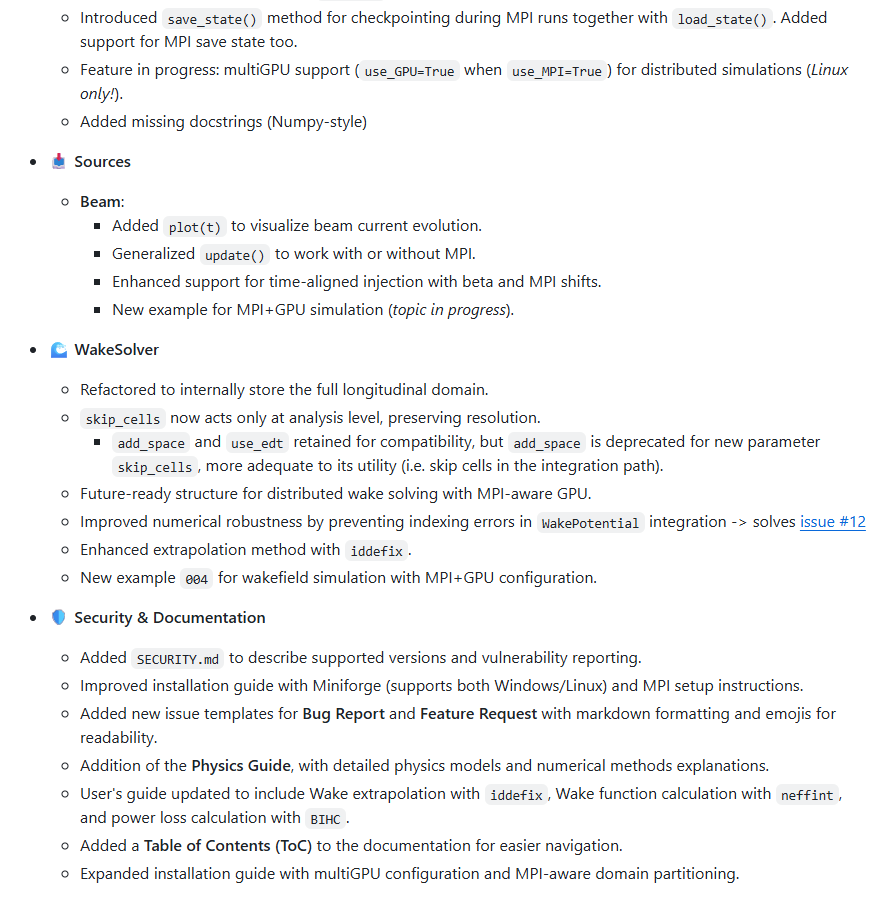 Introduced save_state() method for checkpointing during MPI runs together with load_state(). Added
support for MPI save state too.
Feature in progress: multiGPU support (use_GPU=True when use_MPI=True) for distributed simulations (Linux
only!).
Added missing docstrings (Numpy-style)
Sources
Beam:
Added plot(t) to visualize beam current evolution.
Generalized update() to work with or without MPI.
Enhanced support for time-aligned injection with beta and MPI shifts.
New example for MPI+GPU simulation (topic in progress).
WakeSolver
Refactored to internally store the full longitudinal domain.
skip_cells now acts only at analysis level, preserving resolution.
add_space and use_edt retained for compatibility, but add_space is deprecated for new parameter
skip_cells, more adequate to its utility (i.e. skip cells in the integration path).
Future-ready structure for distributed wake solving with MPI-aware GPU.
Improved numerical robustness by preventing indexing errors in WakePotential integration -> solves issue #12
Enhanced extrapolation method with iddefix.
New example 004 for wakefield simulation with MPI+GPU configuration.
Security & Documentation
Added SECURITY.md to describe supported versions and vulnerability reporting.
Improved installation guide with Miniforge (supports both Windows/Linux) and MPI setup instructions.
Added new issue templates for Bug Report and Feature Request with markdown formatting and emojis for
readability.
Addition of the Physics Guide, with detailed physics models and numerical methods explanations.
User's guide updated to include Wake extrapolation with iddefix, Wake function calculation with neffint,
and power loss calculation with BIHC.
Added a Table of Contents (ToC) to the documentation for easier navigation.
Expanded installation guide with multiGPU configuration and MPI-aware domain partitioning.